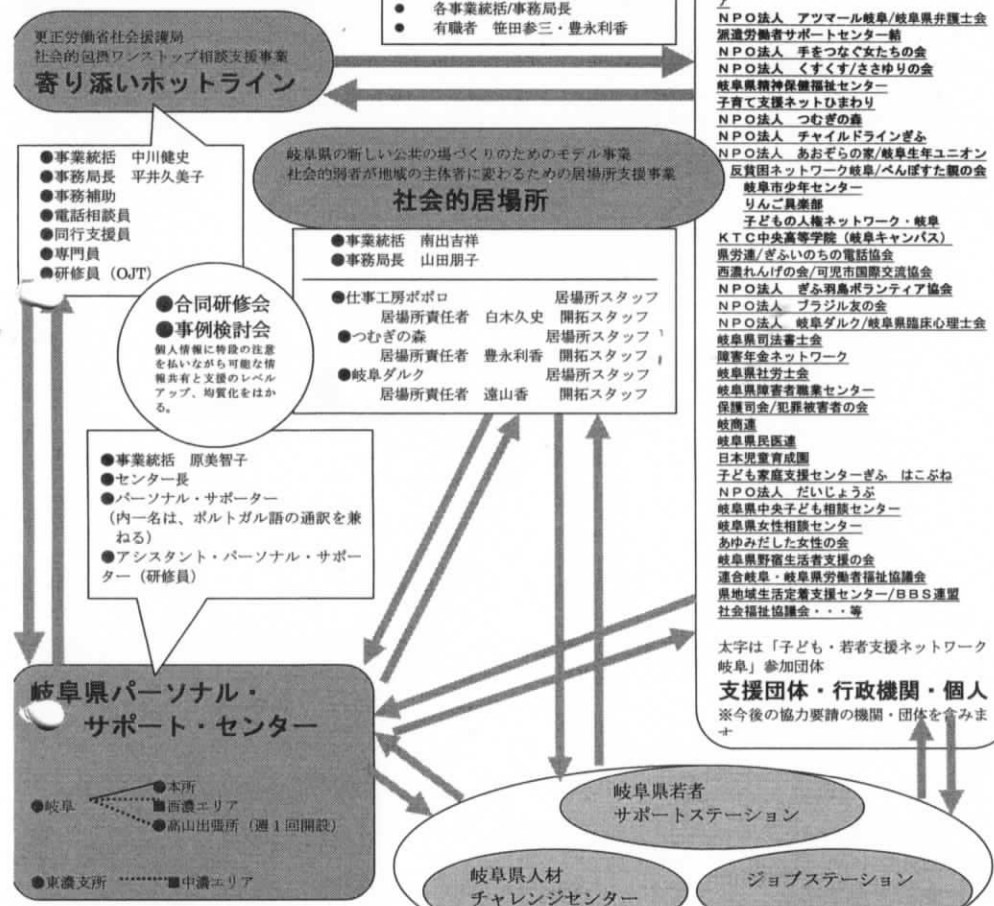 ● 各事業統括/事務局長
● 有職者 笹田参三・豊永利香
更正労働省社会援護局
社会的包摂ワンストップ相談支援事業
寄り添いホットライン
●事業統括 中川健史
●事務局長 平井久美子
●事務補助
●電話相談員
●同行支援員
●専門員
●研修員（OJT）
岐阜県の新しい公共の場づくりのためのモデル事業
社会的弱者が地域の主体者に変わるための居場所支援事業
社会的居場所
●事業統括 南出吉祥
●事務局長 山田朋子
●仕事工房ポポロ 居場所スタッフ
居場所責任者 白木久史 開拓スタッフ
●つむぎの森 居場所スタッフ
居場所責任者 豊永利香 開拓スタッフ
●岐阜ダルク 居場所スタッフ
居場所責任者 遠山香 開拓スタッフ
●合同研修会
●事例検討会
個人情報に特段の注意
を払いながら可能な情
報共有と支援のレベル
アップ、均質化をはか
る。
●事業統括 原美智子
●センター長
●パーソナル・サポーター
（内一名は、ポルトガル語の通訳を兼
ねる）
●アシスタント・パーソナル・サポー
ター（研修員）
岐阜県パーソナル・
サポート・センター
●岐阜
●本所
■西濃エリア
●高山出張所（週１回開設）
●東濃支所
■中濃エリア
ア
ＮＰＯ法人 アツマール岐阜/岐阜県弁護士会
派遣労働者サポートセンター結
ＮＰＯ法人 手をつなぐ女たちの会
ＮＰＯ法人 くすくす/ささゆりの会
岐阜県精神保健福祉センター
子育て支援ネットひまわり
ＮＰＯ法人 つむぎの森
ＮＰＯ法人 チャイルドラインぎふ
ＮＰＯ法人 あおぞらの家/岐阜生年ユニオン
反貧困ネットワーク岐阜/ぺんぽすた親の会
岐阜市少年センター
りんご倶楽部
子どもの人権ネットワーク・岐阜
ＫＴＣ中央高等学院（岐阜キャンパス）
県労連/ぎふいのちの電話協会
西濃れんげの会/可児市国際交流協会
ＮＰＯ法人 ぎふ羽島ボランティア協会
ＮＰＯ法人 ブラジル友の会
ＮＰＯ法人 岐阜ダルク/岐阜県臨床心理士会
岐阜県司法書士会
障害年金ネットワーク
岐阜県社労士会
岐阜県障害者職業センター
保護司会/犯罪被害者の会
岐商連
岐阜県民医連
日本児童育成園
子ども家庭支援センターぎふ はこぶね
ＮＰＯ法人 だいじょうぶ
岐阜県中央子ども相談センター
岐阜県女性相談センター
あゆみだした女性の会
岐阜県野宿生活者支援の会
連合岐阜・岐阜県労働者福祉協議会
県地域生活定着支援センター/ＢＢＳ連盟
社会福祉協議会・・・等
太字は「子ども・若者支援ネットワーク
岐阜」参加団体
支援団体・行政機関・個人
※今後の協力要請の機関・団体を含みま
す
岐阜県若者
サポートステーション
岐阜県人材
チャレンジセンター
ジョブステーション